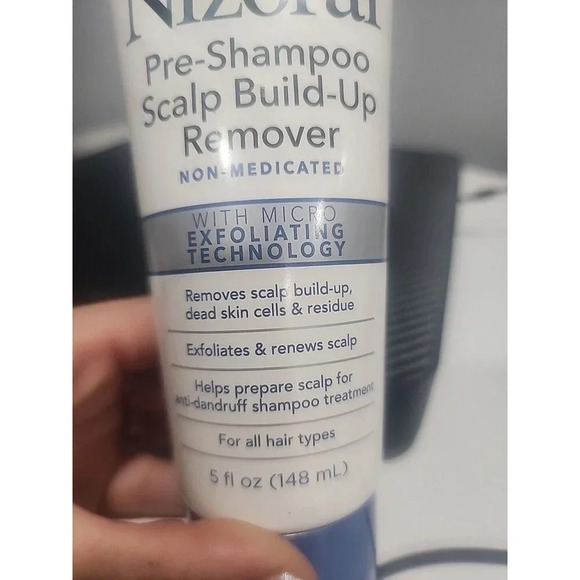 Nizoral
Pre-Shampoo
Scalp Build-Up
Remover
NON-MEDICATED
WITH MICRO
EXFOLIATING
TECHNOLOGY
Removes scalp build-up,
dead skin cells & residue
Exfoliates & renews scalp
Helps prepare scalp for
anti-dandruff shampoo treatment
For all hair types
5 fl oz (148 mL)